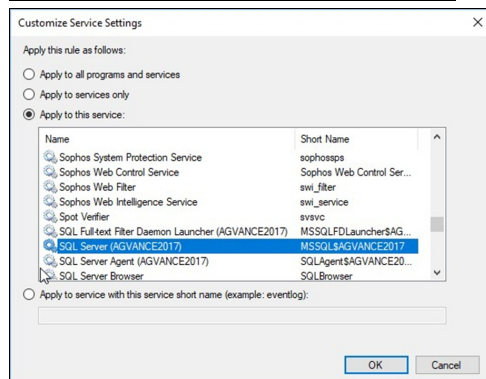 Customize Service Settings
Apply this rule as follows:
Apply to all programs and services
Apply to services only
Apply to this service:
Name Short Name
Sophos System Protection Service sophossps
Sophos Web Control Service Sophos Web Control Ser...
Sophos Web Filter swi_filter
Sophos Web Intelligence Service swi_service
Spot Verifier svsvc
SQL Full-text Filter Daemon Launcher (AGVANCE2017) MSSQLFDLauncher$AG...
SQL Server (AGVANCE2017) MSSQL$AGVANCE2017
SQL Server Agent (AGVANCE2017) SQLAgent$AGVANCE20...
SQL Server Browser SQLBrowser
Apply to service with this service short name (example: eventlog):
OK Cancel